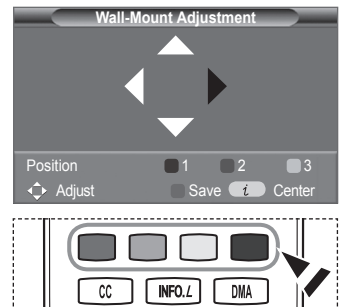 Wall-Mount Adjustment
Position 1 2 3
Adjust Save i Center
CC INFO.L DMA